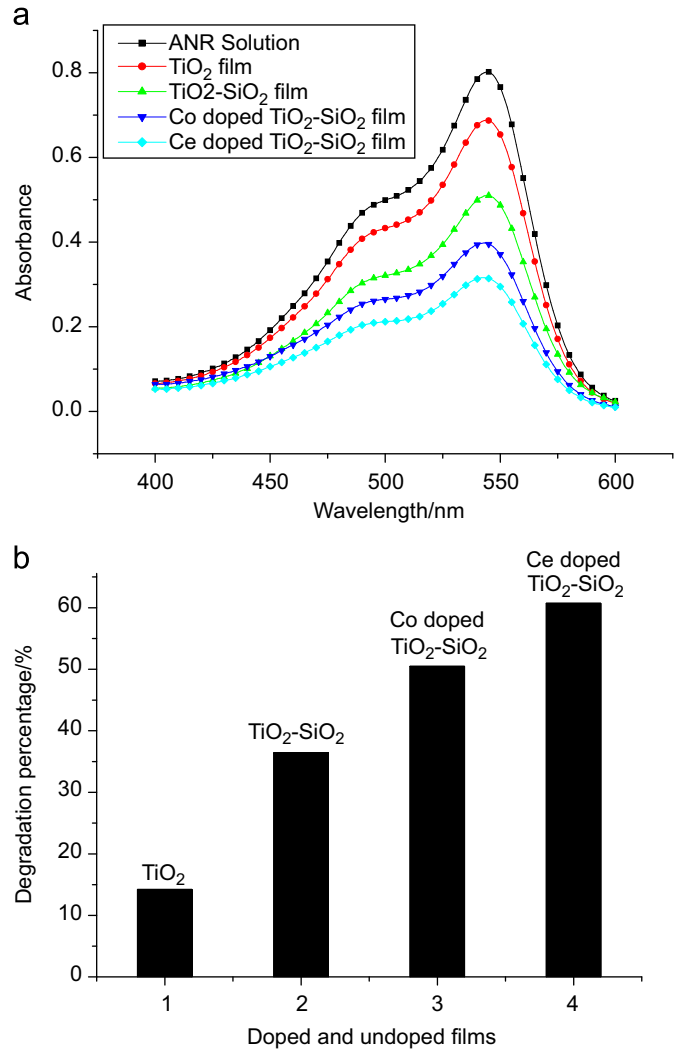 a
ANR Solution
TiO₂ film
TiO2-SiO₂ film
Co doped TiO₂-SiO₂ film
Ce doped TiO₂-SiO₂ film
0.8
0.6
0.4
0.2
0.0
Absorbance
400 450 500 550 600
Wavelength/nm
b
60
50
40
30
20
10
0
Degradation percentage/%
TiO₂
TiO₂-SiO₂
Co doped
TiO₂-SiO₂
Ce doped
TiO₂-SiO₂
1 2 3 4
Doped and undoped films